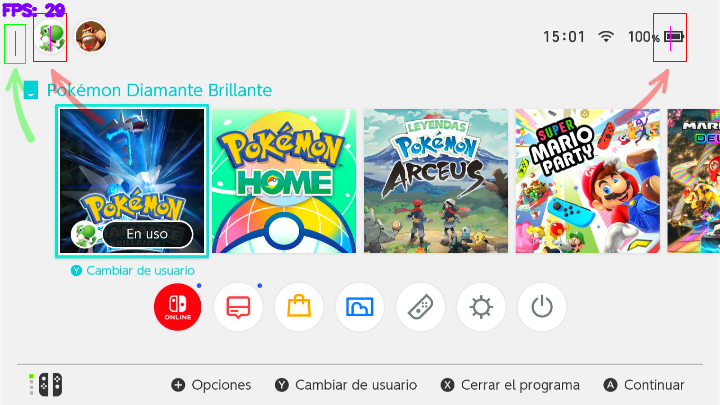 FPS: 29
15:01
100%
Pokémon Diamante Brillante
POKÉMON
En uso
POKÉMON
HOME
LEYENDAS
POKÉMON
ARCEUS
SUPER
MARIO
PARTY
Cambiar de usuario
ONLINE
+ Opciones
Y Cambiar de usuario
X Cerrar el programa
A Continuar